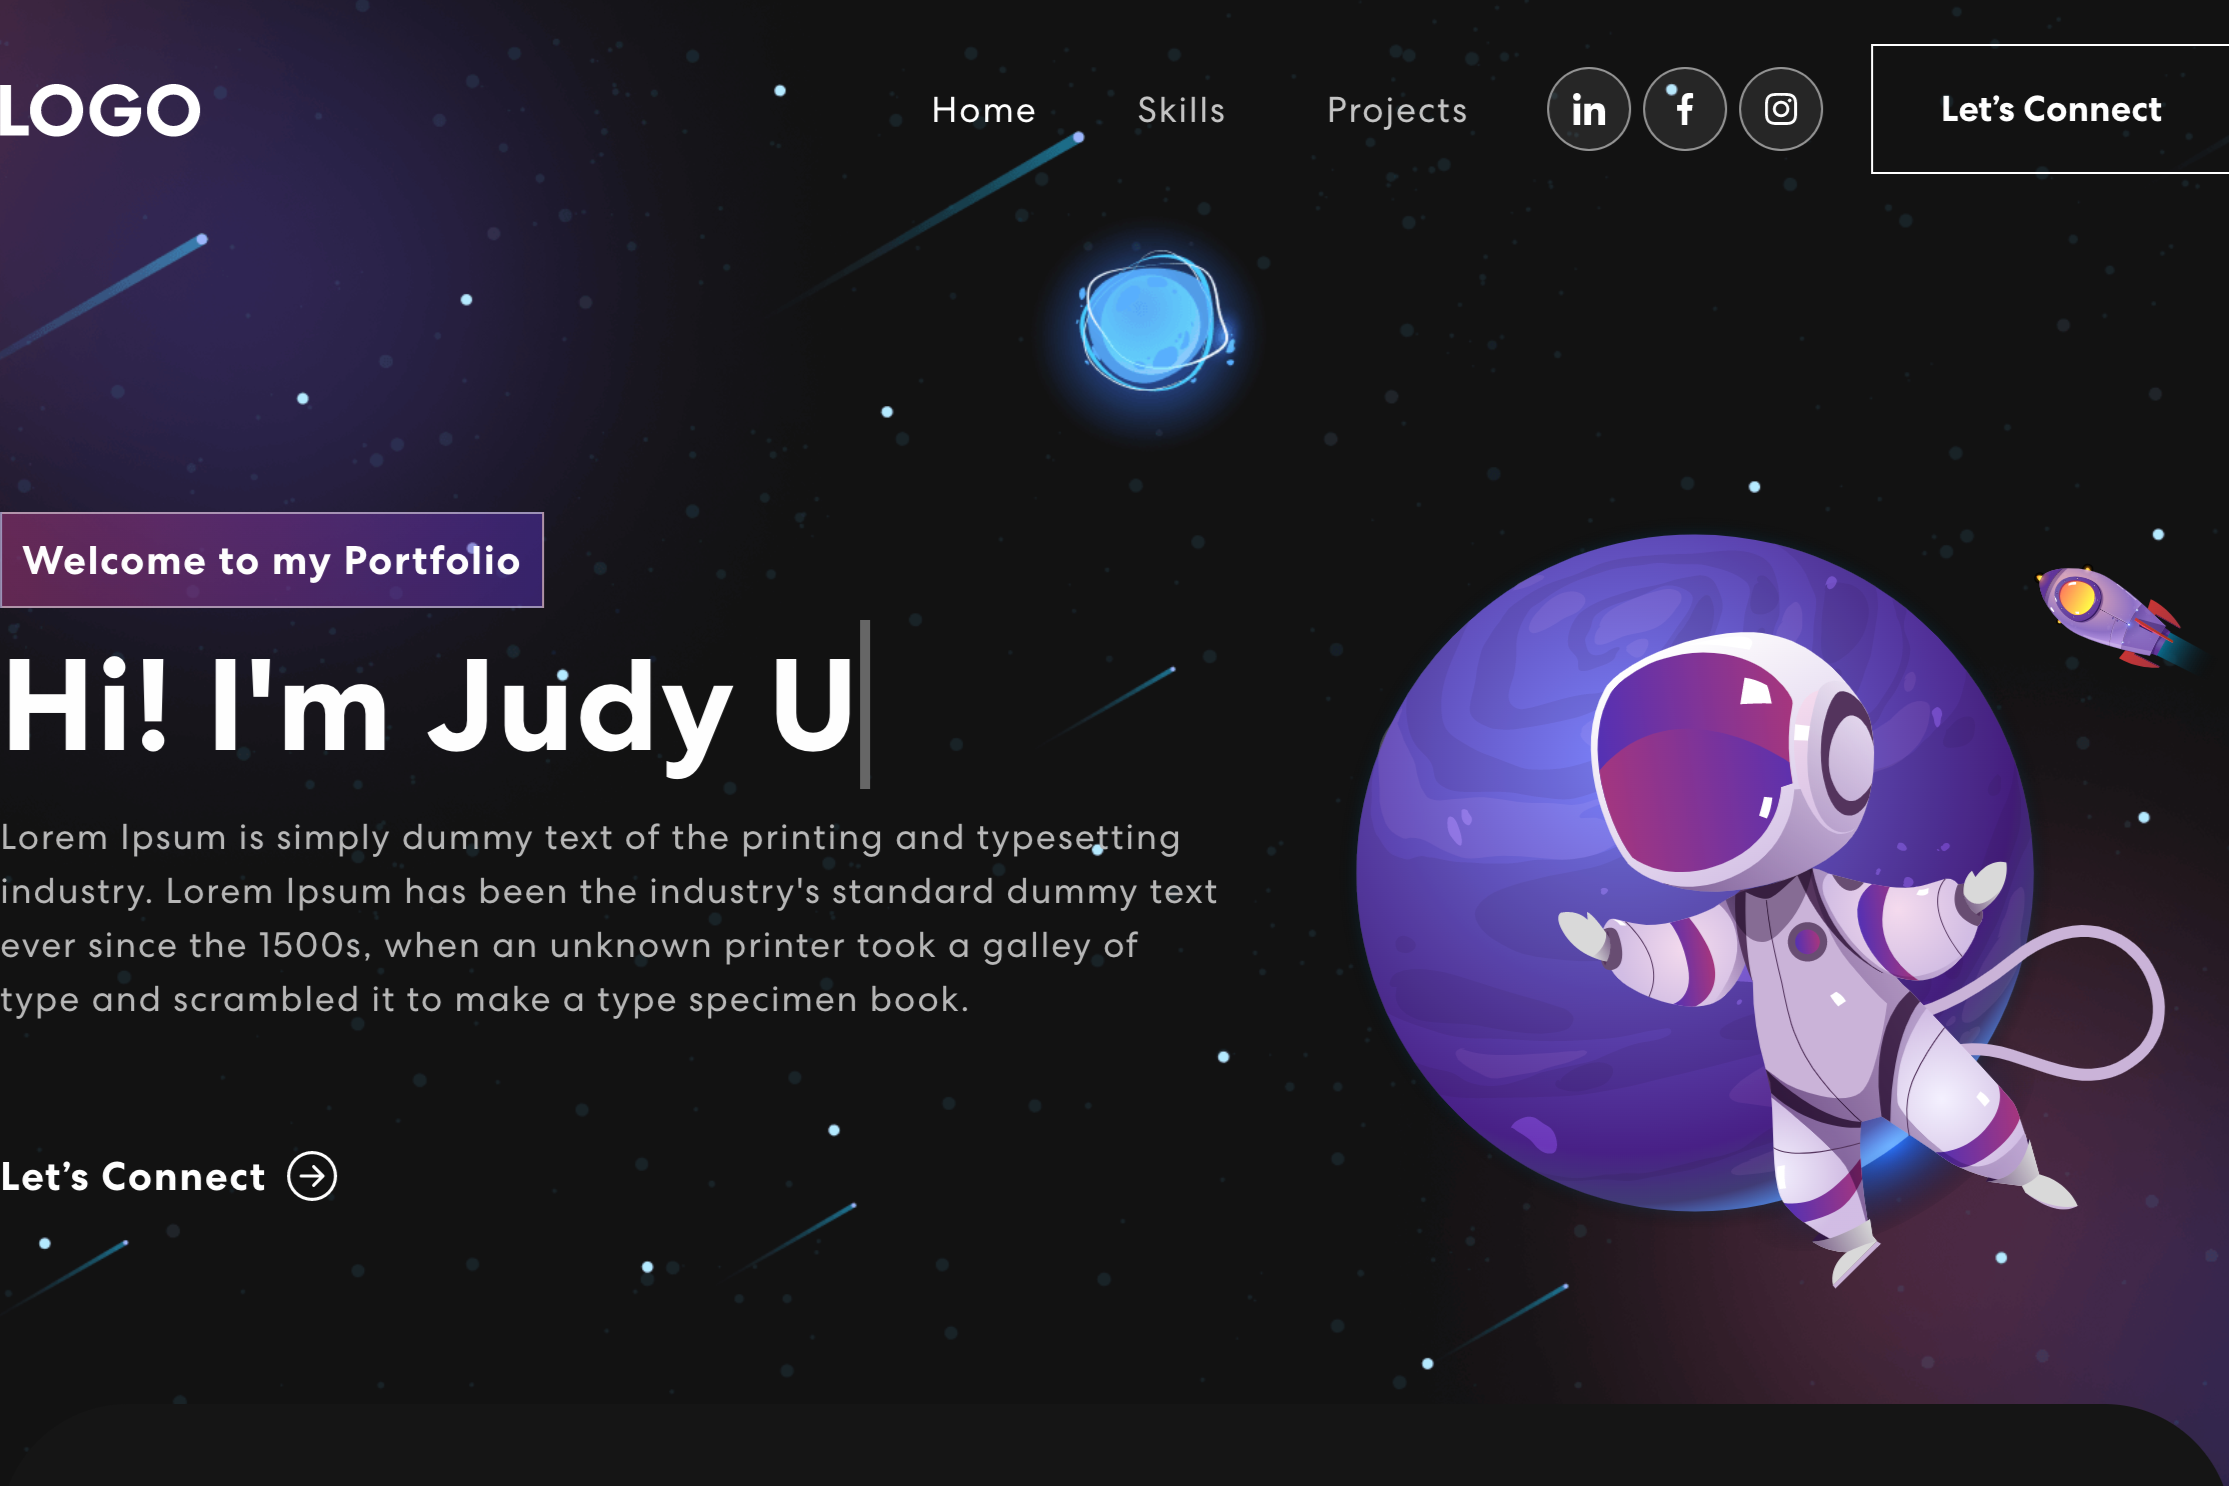 LOGO
Home
Skills
Projects
in
f
Let’s Connect
Welcome to my Portfolio
Hi! I'm Judy U
Lorem Ipsum is simply dummy text of the printing and typesetting
industry. Lorem Ipsum has been the industry's standard dummy text
ever since the 1500s, when an unknown printer took a galley of
type and scrambled it to make a type specimen book.
Let’s Connect